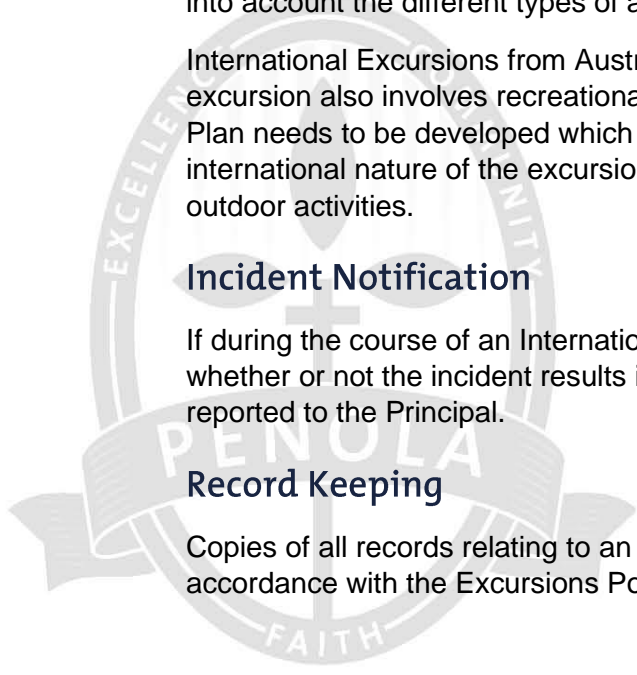 into account the different types of a
International Excursions from Austr
excursion also involves recreationa
Plan needs to be developed which
international nature of the excursio
outdoor activities.
Incident Notification
If during the course of an Internatio
whether or not the incident results i
reported to the Principal.
Record Keeping
Copies of all records relating to an
accordance with the Excursions Po
EXCELLENCE
COMMUNITY
PENOLA
FAITH